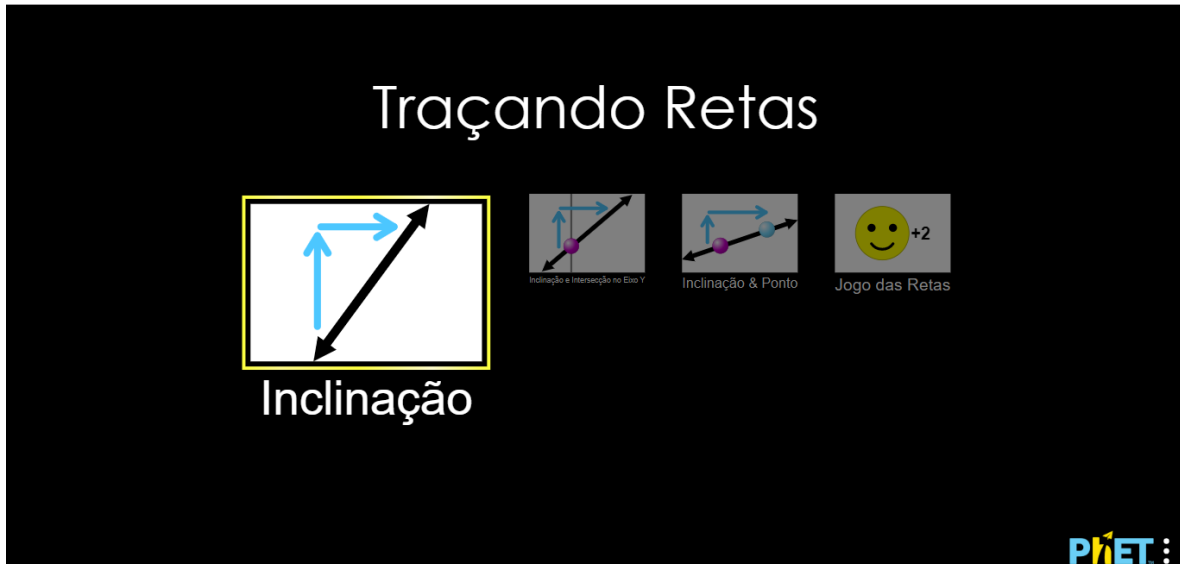 Traçando Retas
Inclinação
Inclinação e Intersecção no Eixo Y
Inclinação & Ponto
+2
Jogo das Retas
PhET